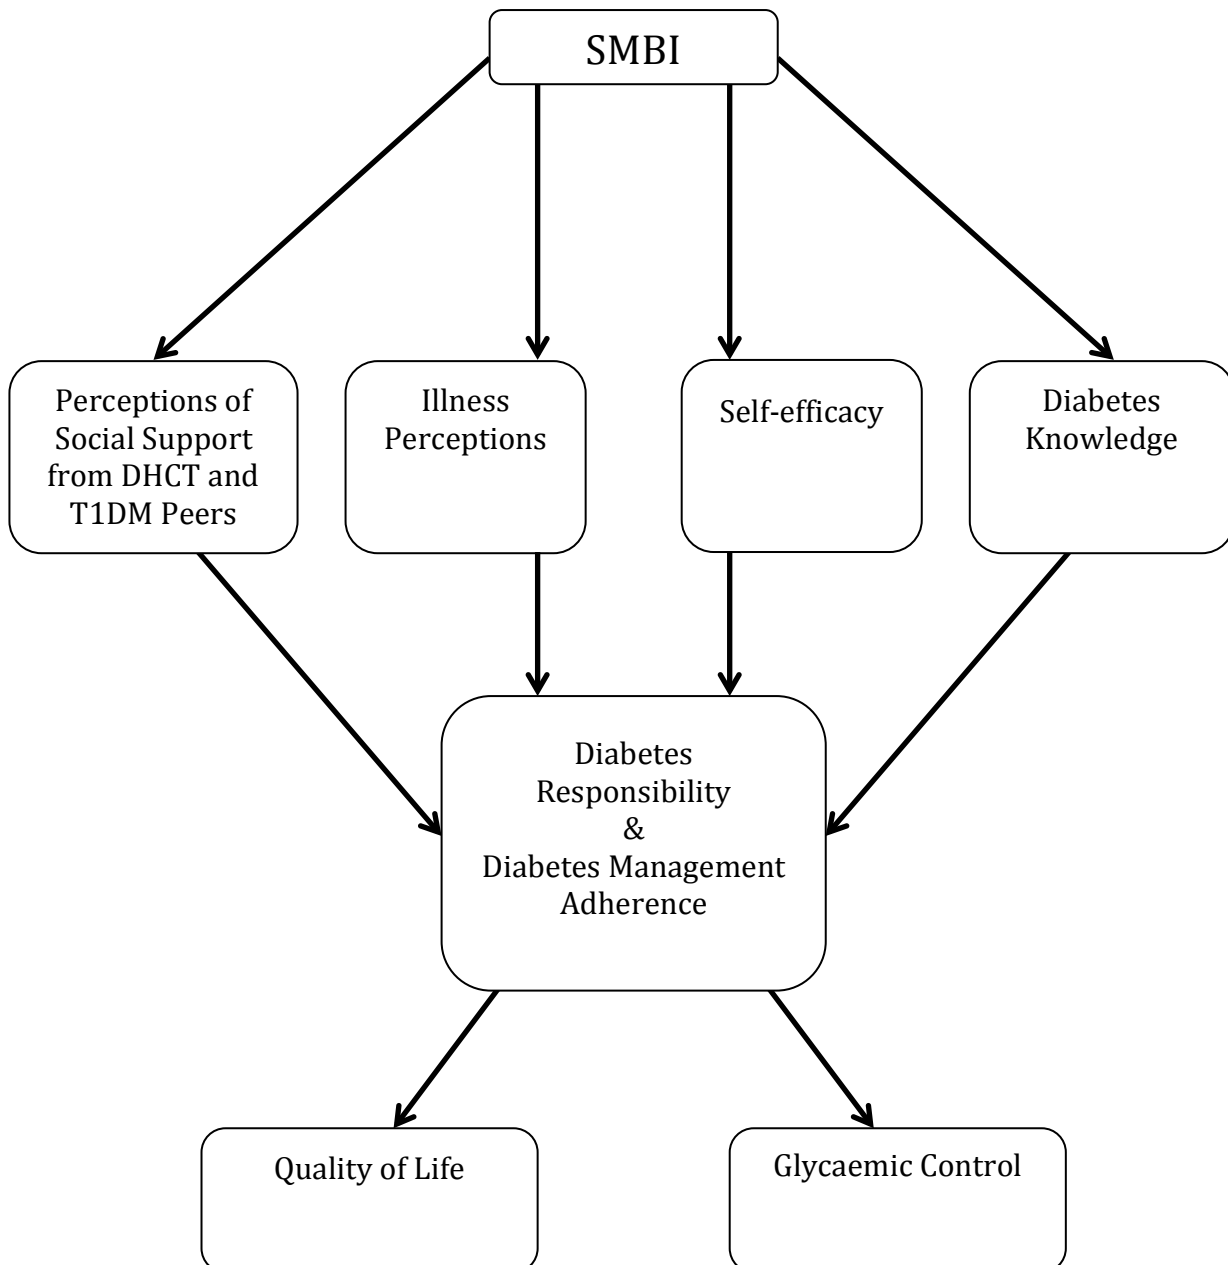 SMBI
Perceptions of
Social Support
from DHCT and
T1DM Peers
Illness
Perceptions
Self-efficacy
Diabetes
Knowledge
Diabetes
Responsibility
&
Diabetes Management
Adherence
Quality of Life
Glycaemic Control